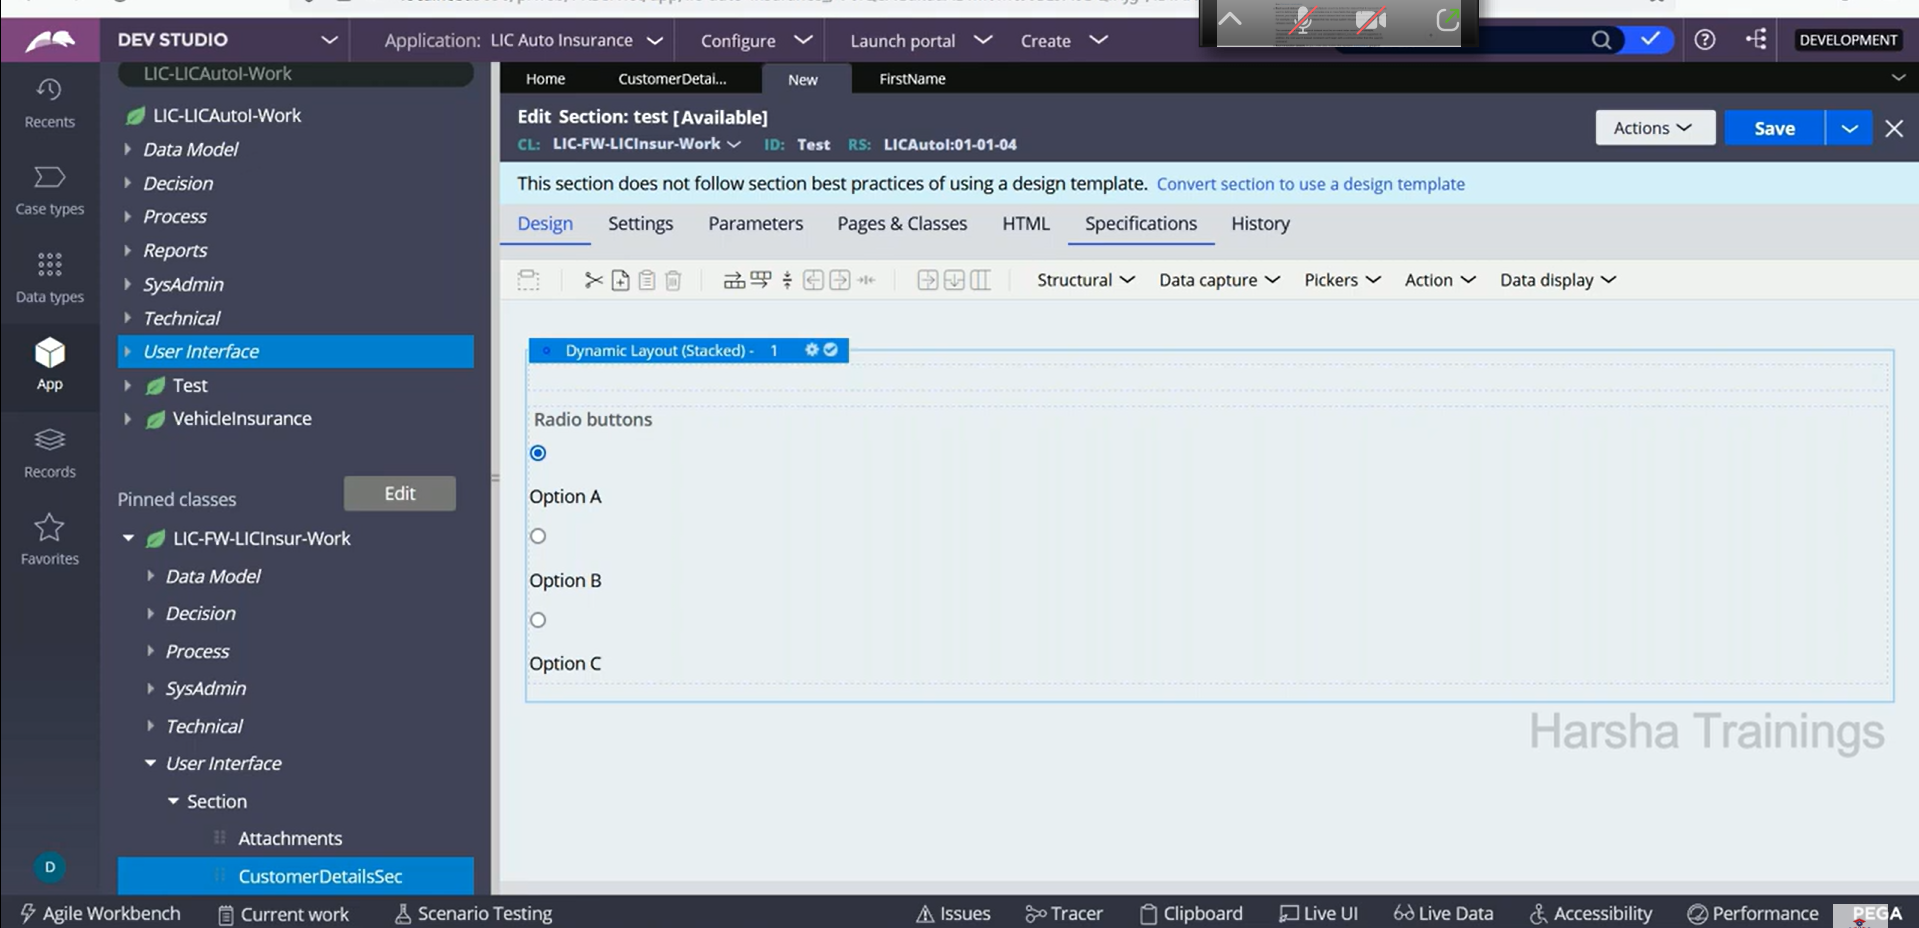 DEV STUDIO
Application: LIC Auto Insurance
Configure
Launch portal
Create
DEVELOPMENT
Recents
Case types
Data types
App
Records
Favorites
D
LIC-LICAutoI-Work
LIC-LICAutoI-Work
Data Model
Decision
Process
Reports
SysAdmin
Technical
User Interface
Test
VehicleInsurance
Pinned classes
Edit
LIC-FW-LICInsur-Work
Data Model
Decision
Process
SysAdmin
Technical
User Interface
Section
Attachments
CustomerDetailsSec
Home
CustomerDetai...
New
FirstName
Edit Section: test [Available]
CL: LIC-FW-LICInsur-Work ID: Test RS: LICAutoI:01-01-04
Actions
Save
This section does not follow section best practices of using a design template. Convert section to use a design template
Design
Settings
Parameters
Pages & Classes
HTML
Specifications
History
Structural
Data capture
Pickers
Action
Data display
Dynamic Layout (Stacked) - 1
Radio buttons
Option A
Option B
Option C
Harsha Trainings
Agile Workbench
Current work
Scenario Testing
Issues
Tracer
Clipboard
Live UI
Live Data
Accessibility
Performance
PEGA